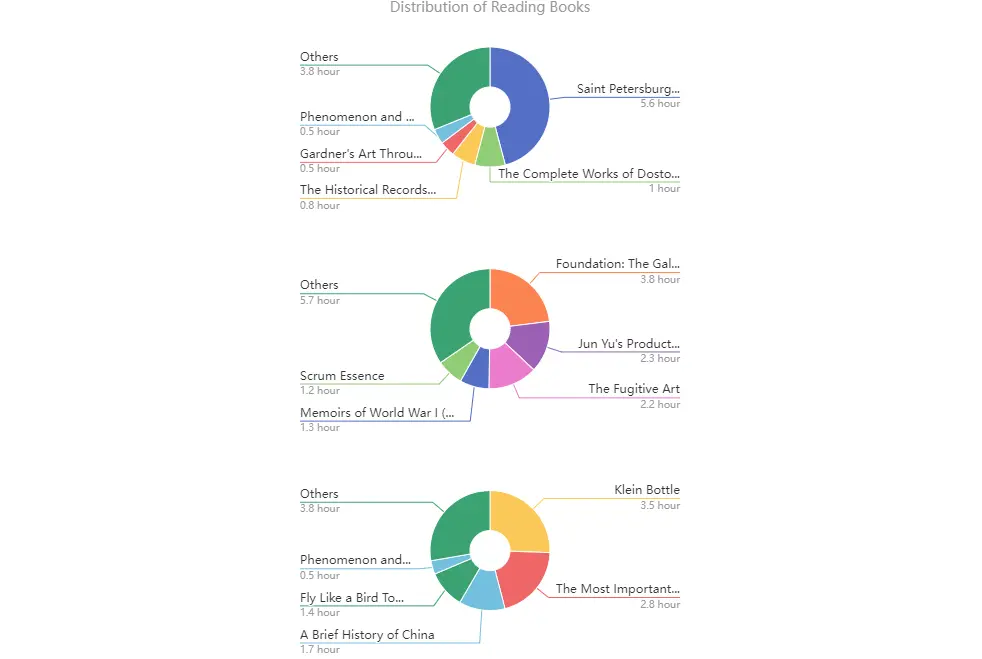 Distribution of Reading Books
Others
3.8 hour
Saint Petersburg...
5.6 hour
Phenomenon and ...
0.5 hour
Gardner's Art Throu...
0.5 hour
The Complete Works of Dosto...
1 hour
The Historical Records...
0.8 hour
Foundation: The Gal...
3.8 hour
Others
5.7 hour
Jun Yu's Product...
2.3 hour
Scrum Essence
1.2 hour
The Fugitive Art
2.2 hour
Memoirs of World War I (...
1.3 hour
Klein Bottle
3.5 hour
Others
3.8 hour
Phenomenon and...
0.5 hour
The Most Important...
2.8 hour
Fly Like a Bird To...
1.4 hour
A Brief History of China
1.7 hour